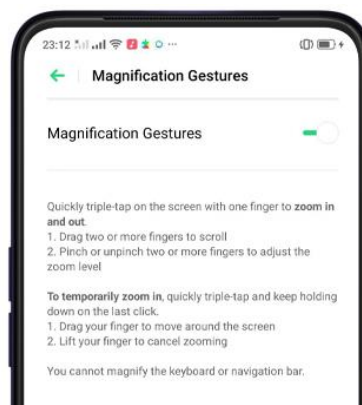 23:12
Magnification Gestures
Magnification Gestures
Quickly triple-tap on the screen with one finger to zoom in
and out.
1. Drag two or more fingers to scroll
2. Pinch or unpinch two or more fingers to adjust the
zoom level
To temporarily zoom in, quickly triple-tap and keep holding
down on the last click.
1. Drag your finger to move around the screen
2. Lift your finger to cancel zooming
You cannot magnify the keyboard or navigation bar.